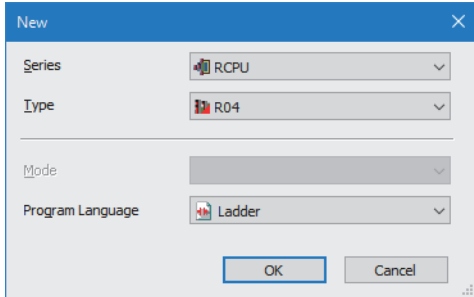 New
Series RCPU
Type R04
Mode
Program Language Ladder
OK Cancel